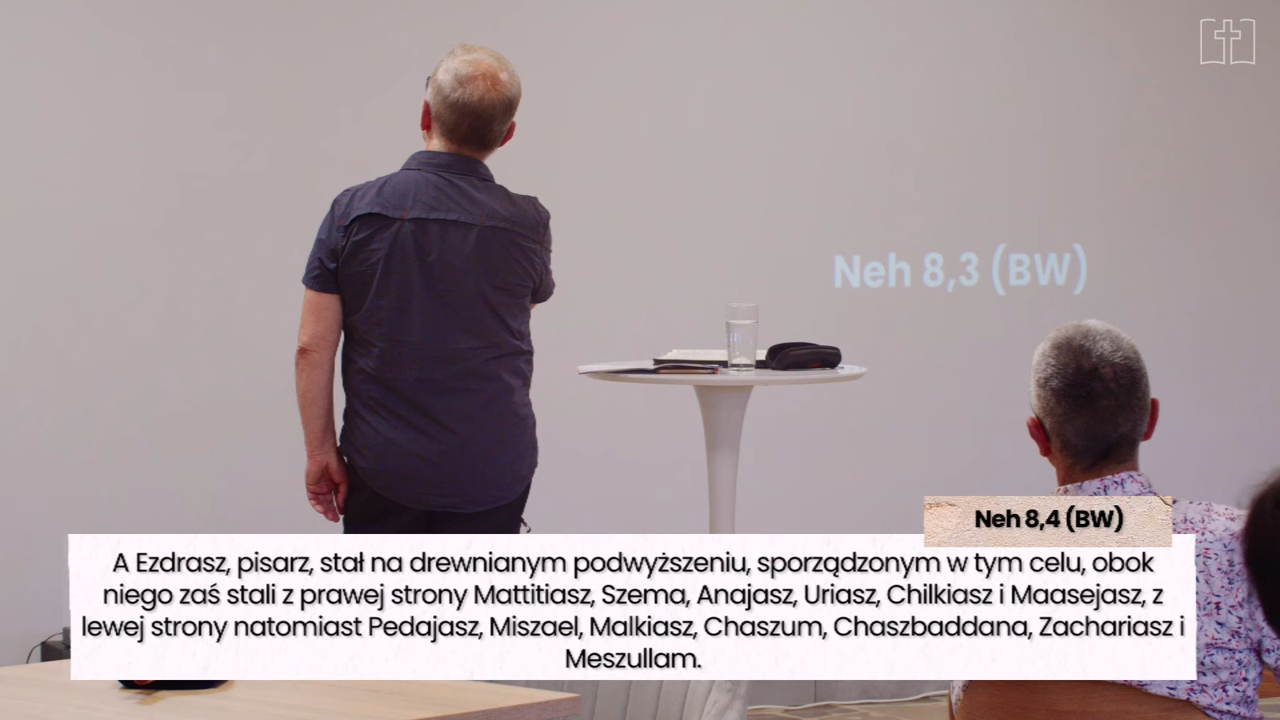 Neh 8,3 (BW)
Neh 8,4 (BW)
A Ezdrasz, pisarz, stał na drewnianym podwyższeniu, sporządzonym w tym celu, obok
niego zaś stali z prawej strony Mattitiasz, Szema, Anajasz, Uriasz, Chilkiasz i Maasejasz, z
lewej strony natomiast Pedajasz, Miszael, Malkiasz, Chaszum, Chaszbaddana, Zachariasz i
Meszullam.